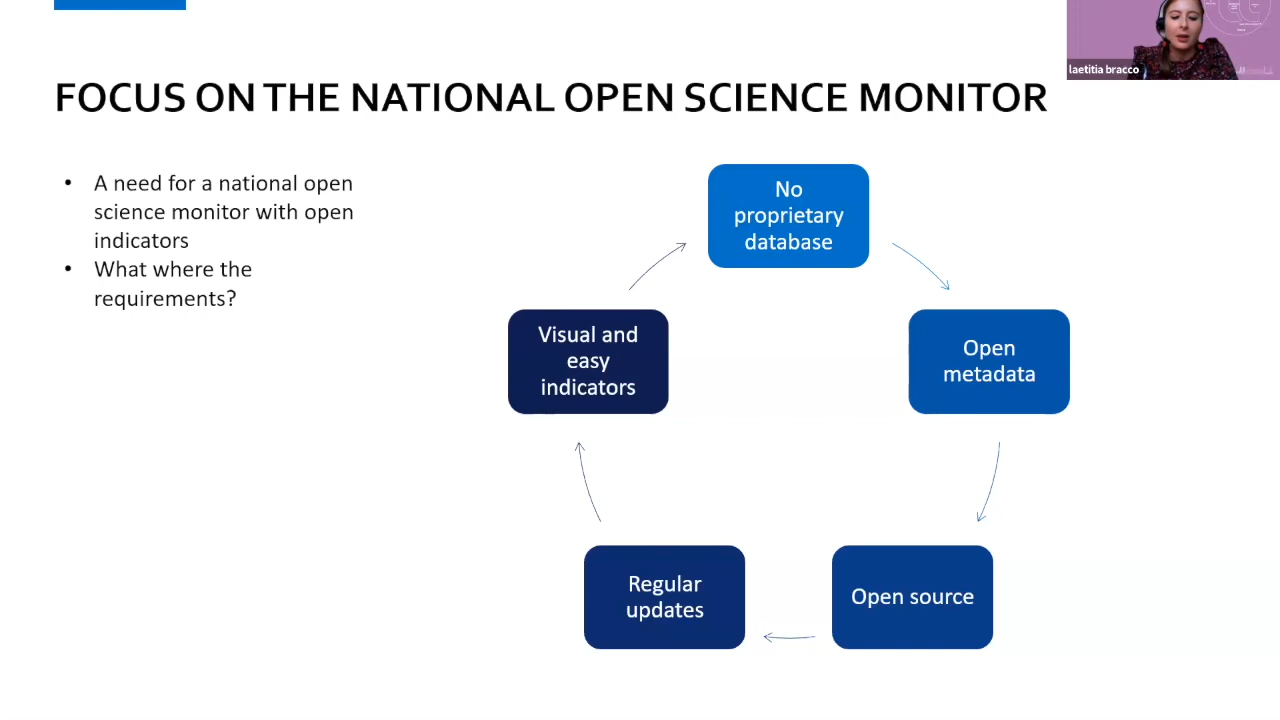 FOCUS ON THE NATIONAL OPEN SCIENCE MONITOR
laetitia bracco
• A need for a national open
science monitor with open
indicators
• What where the
requirements?
No
proprietary
database
Open
metadata
Open source
Regular
updates
Visual and
easy
indicators